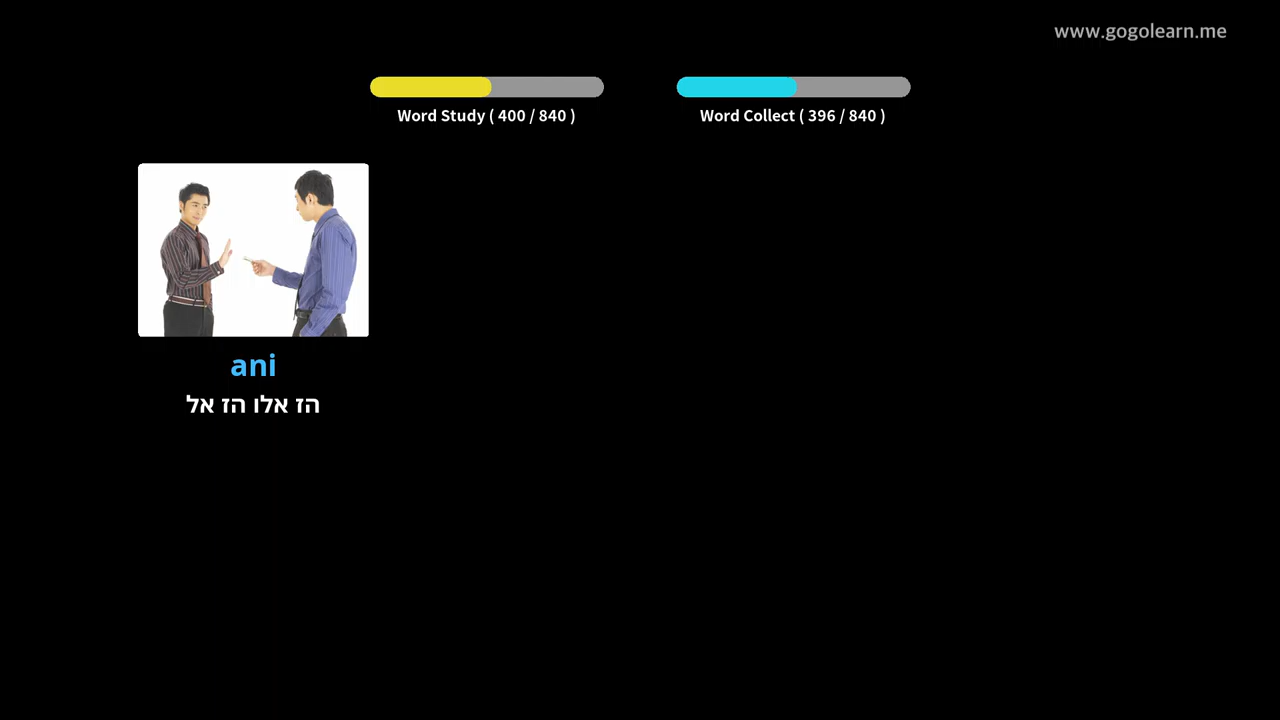 www.gogolearn.me
Word Study ( 400 / 840 )
Word Collect ( 396 / 840 )
ani
הז אלו הז אל